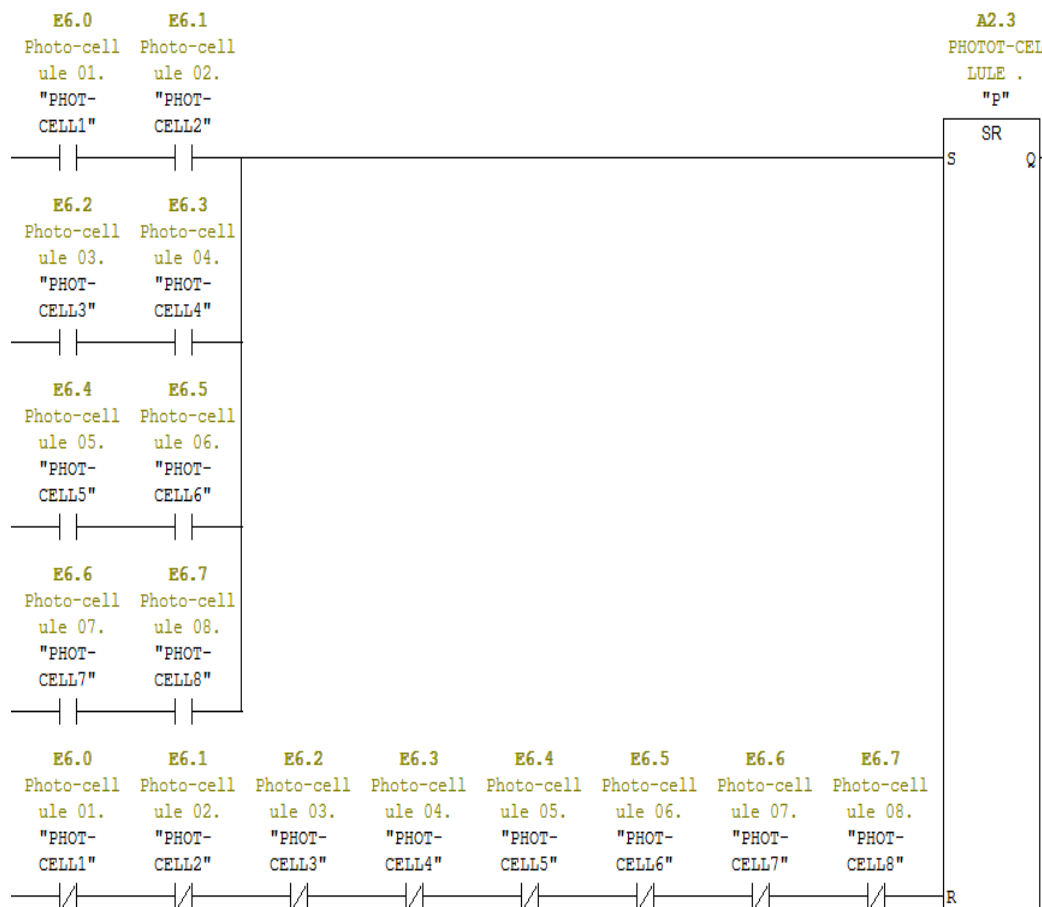 E6.0 E6.1 A2.3
Photo-cell Photo-cell PHOTOT-CEL
ule 01. ule 02. LULE .
"PHOT- "PHOT- "P"
CELL1" CELL2" SR
S Q
E6.2 E6.3
Photo-cell Photo-cell
ule 03. ule 04.
"PHOT- "PHOT-
CELL3" CELL4"
E6.4 E6.5
Photo-cell Photo-cell
ule 05. ule 06.
"PHOT- "PHOT-
CELL5" CELL6"
E6.6 E6.7
Photo-cell Photo-cell
ule 07. ule 08.
"PHOT- "PHOT-
CELL7" CELL8"
E6.0 E6.1 E6.2 E6.3 E6.4 E6.5 E6.6 E6.7
Photo-cell Photo-cell Photo-cell Photo-cell Photo-cell Photo-cell Photo-cell Photo-cell
ule 01. ule 02. ule 03. ule 04. ule 05. ule 06. ule 07. ule 08.
"PHOT- "PHOT- "PHOT- "PHOT- "PHOT- "PHOT- "PHOT- "PHOT-
CELL1" CELL2" CELL3" CELL4" CELL5" CELL6" CELL7" CELL8"
R